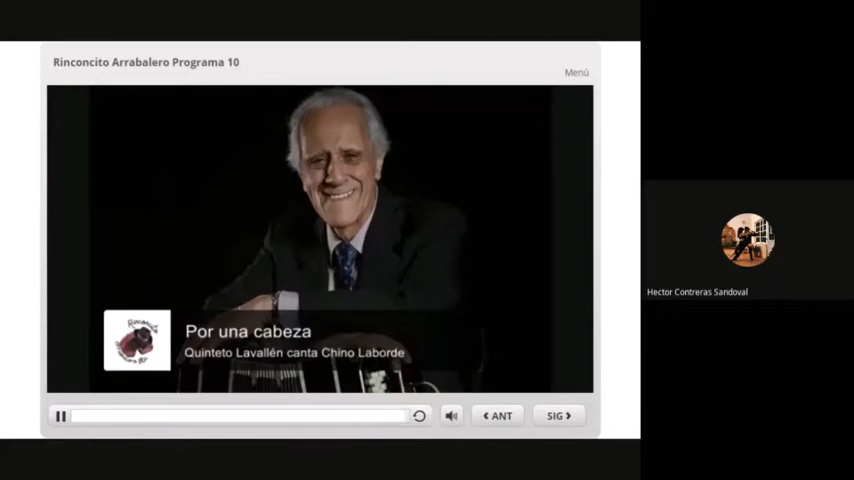 Rinconcito Arrabalero Programa 10
Menú
Por una cabeza
Quinteto Lavallén canta Chino Laborde
‹ ANT
SIG ›
Hector Contreras Sandoval